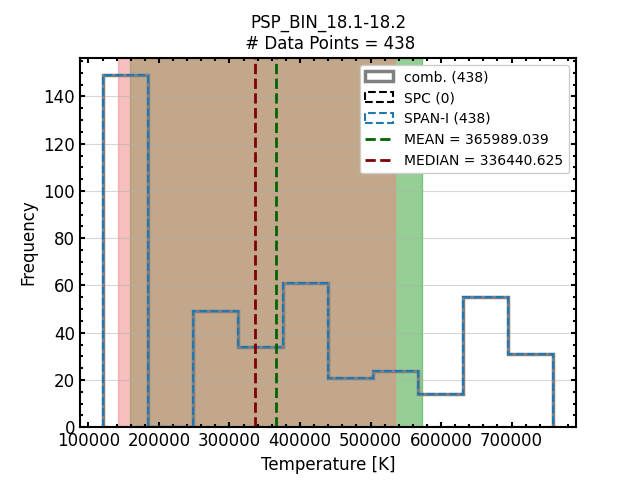 PSP_BIN_18.1-18.2
# Data Points = 438
comb. (438)
SPC (0)
SPAN-I (438)
MEAN = 365989.039
MEDIAN = 336440.625
Frequency
140
120
100
80
60
40
20
0
100000 200000 300000 400000 500000 600000 700000
Temperature [K]